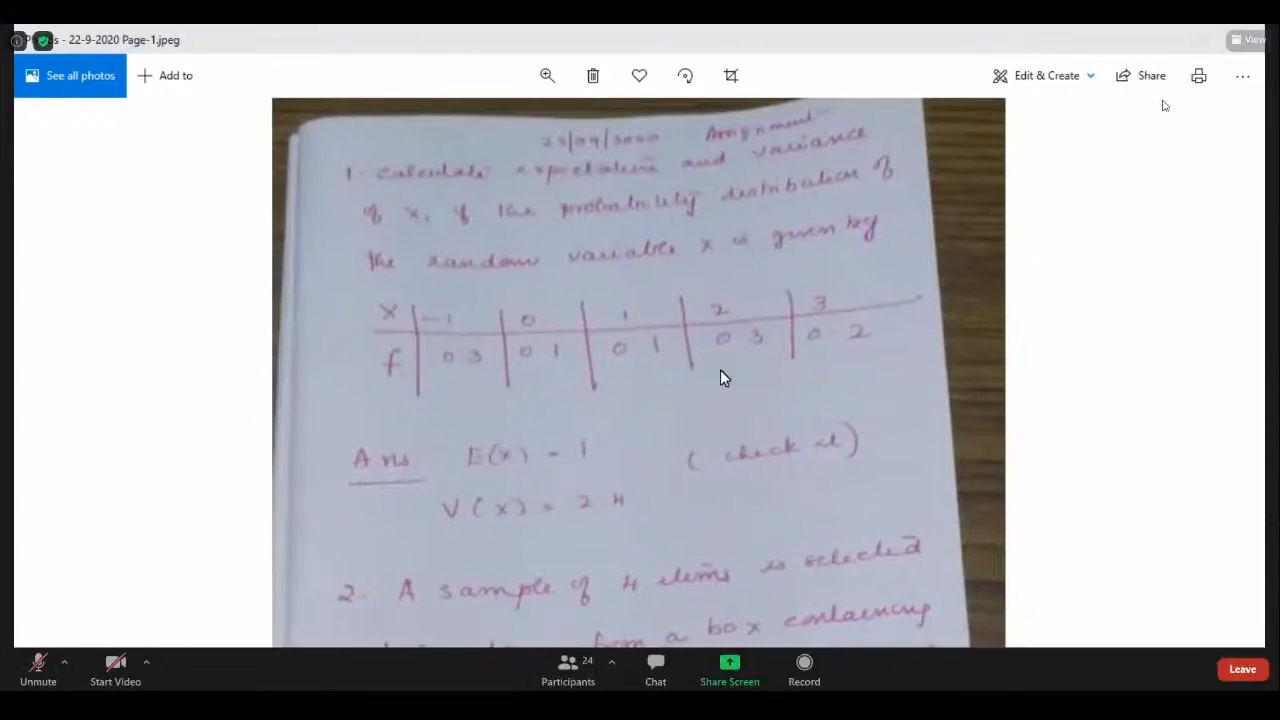 - 22-9-2020 Page-1.jpeg
View
See all photos
Add to
Edit & Create
Share
Assignment
1. Calculate expectation and variance
of x, if the probability distribution of
the random variable x is given by
X -1 0 1 2 3
f 0 3 0 1 0 1 0 3 0 2
Ans E(x) = 1 (check it)
V(x) = 2 4
2. A sample of 4 items is selected
from a box containing
Unmute
Start Video
24
Participants
Chat
Share Screen
Record
Leave